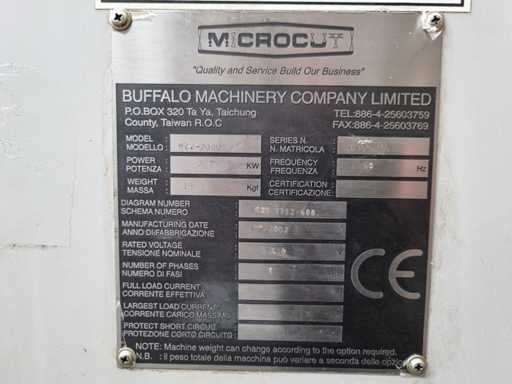 MICROCUT
"Quality and Service Build Our Business"
BUFFALO MACHINERY COMPANY LIMITED
P.O.BOX 320 Ta Ya, Taichung
County, Taiwan R.O.C
TEL:886-4-25603759
FAX:886-4-25603769
MODEL
MODELLO :
SERIES N.
N. MATRICOLA
POWER
POTENZA
KW
FREQUENCY
FREQUENZA
Hz
WEIGHT
MASSA
Kgf
CERTIFICATION
CERTIFICAZIONE:
DIAGRAM NUMBER
SCHEMA NUMERO
MANUFACTURING DATE
ANNO DI FABBRICAZIONE
RATED VOLTAGE
TENSIONE NOMINALE
V
NUMBER OF PHASES
NUMERO DI FASI
FULL LOAD CURRENT
CORRENTE EFFETTIVA
A
LARGEST LOAD CURRENT
CORRENTE CARICO MASSIMO
A
PROTECT SHORT CIRCUIT
PROTEZIONE CORTO CIRCUITO
CE
NOTE: Machine weight can change according to the option required.
N.B. : il peso totale della macchina può variare a seconda delle